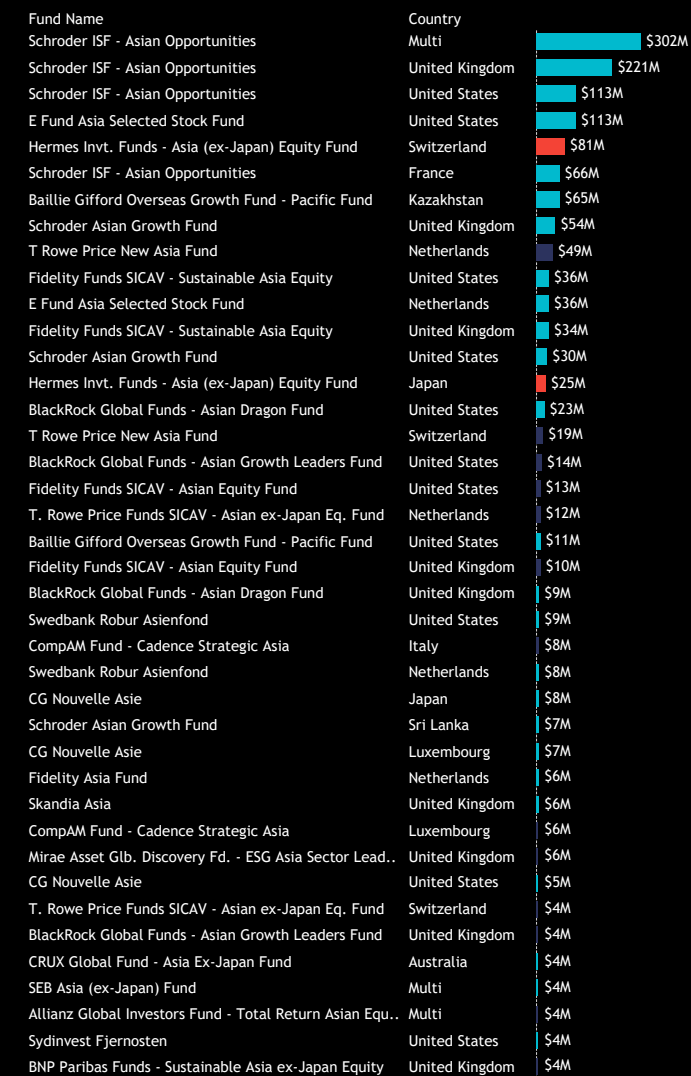 Fund Name Country
Schroder ISF - Asian Opportunities Multi $302M
Schroder ISF - Asian Opportunities United Kingdom $221M
Schroder ISF - Asian Opportunities United States $113M
E Fund Asia Selected Stock Fund United States $113M
Hermes Invt. Funds - Asia (ex-Japan) Equity Fund Switzerland $81M
Schroder ISF - Asian Opportunities France $66M
Baillie Gifford Overseas Growth Fund - Pacific Fund Kazakhstan $65M
Schroder Asian Growth Fund United Kingdom $54M
T Rowe Price New Asia Fund Netherlands $49M
Fidelity Funds SICAV - Sustainable Asia Equity United States $36M
E Fund Asia Selected Stock Fund Netherlands $36M
Fidelity Funds SICAV - Sustainable Asia Equity United Kingdom $34M
Schroder Asian Growth Fund United States $30M
Hermes Invt. Funds - Asia (ex-Japan) Equity Fund Japan $25M
BlackRock Global Funds - Asian Dragon Fund United States $23M
T Rowe Price New Asia Fund Switzerland $19M
BlackRock Global Funds - Asian Growth Leaders Fund United States $14M
Fidelity Funds SICAV - Asian Equity Fund United States $13M
T. Rowe Price Funds SICAV - Asian ex-Japan Eq. Fund Netherlands $12M
Baillie Gifford Overseas Growth Fund - Pacific Fund United States $11M
Fidelity Funds SICAV - Asian Equity Fund United Kingdom $10M
BlackRock Global Funds - Asian Dragon Fund United Kingdom $9M
Swedbank Robur Asienfond United States $9M
CompAM Fund - Cadence Strategic Asia Italy $8M
Swedbank Robur Asienfond Netherlands $8M
CG Nouvelle Asie Japan $8M
Schroder Asian Growth Fund Sri Lanka $7M
CG Nouvelle Asie Luxembourg $7M
Fidelity Asia Fund Netherlands $6M
Skandia Asia United Kingdom $6M
CompAM Fund - Cadence Strategic Asia Luxembourg $6M
Mirae Asset Glb. Discovery Fd. - ESG Asia Sector Lead.. United Kingdom $6M
CG Nouvelle Asie United States $5M
T. Rowe Price Funds SICAV - Asian ex-Japan Eq. Fund Switzerland $4M
BlackRock Global Funds - Asian Growth Leaders Fund United Kingdom $4M
CRUX Global Fund - Asia Ex-Japan Fund Australia $4M
SEB Asia (ex-Japan) Fund Multi $4M
Allianz Global Investors Fund - Total Return Asian Equ.. Multi $4M
Sydinvest Fjernosten United States $4M
BNP Paribas Funds - Sustainable Asia ex-Japan Equity United Kingdom $4M